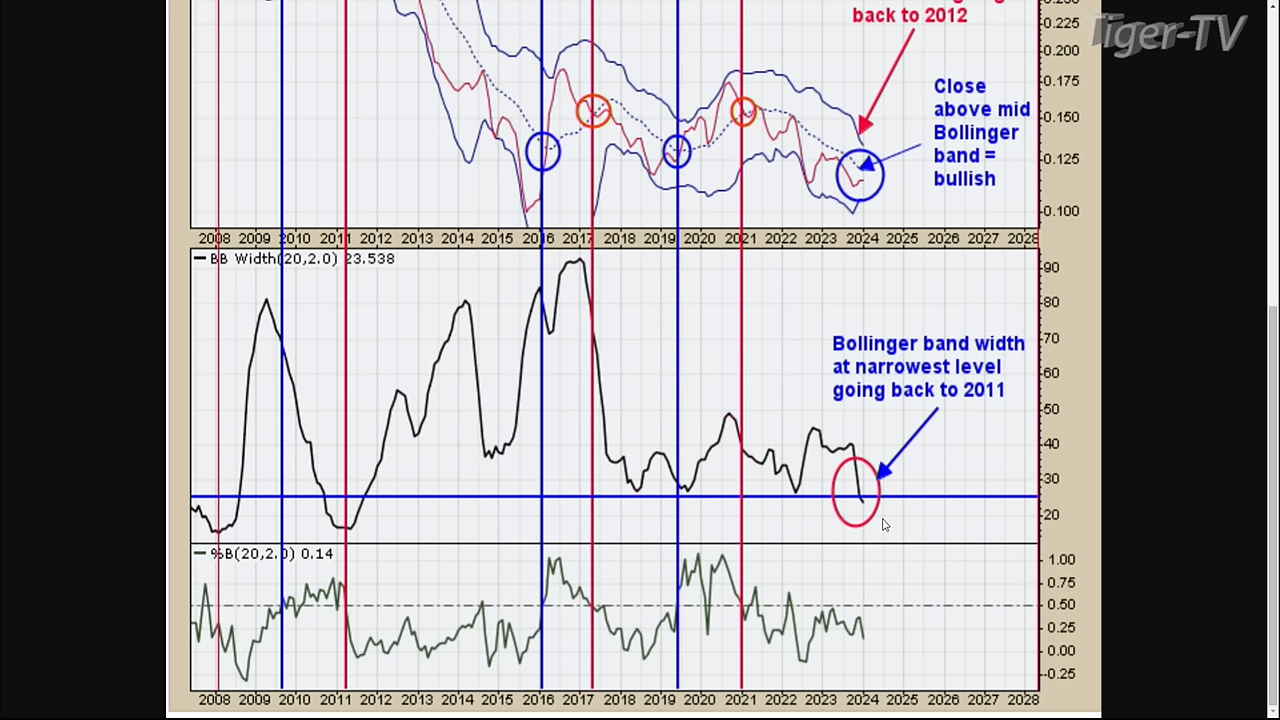 back to 2012
Tiger-TV
0.225
0.200
0.175
0.150
0.125
0.100
Close
above mid
Bollinger
band =
bullish
2008 2009 2010 2011 2012 2013 2014 2015 2016 2017 2018 2019 2020 2021 2022 2023 2024 2025 2026 2027 2028
BB Width(20,2.0) 23.538
90
80
70
60
50
40
30
20
Bollinger band width
at narrowest level
going back to 2011
%B(20,2.0) 0.14
1.00
0.75
0.50
0.25
0.00
-0.25
2008 2009 2010 2011 2012 2013 2014 2015 2016 2017 2018 2019 2020 2021 2022 2023 2024 2025 2026 2027 2028